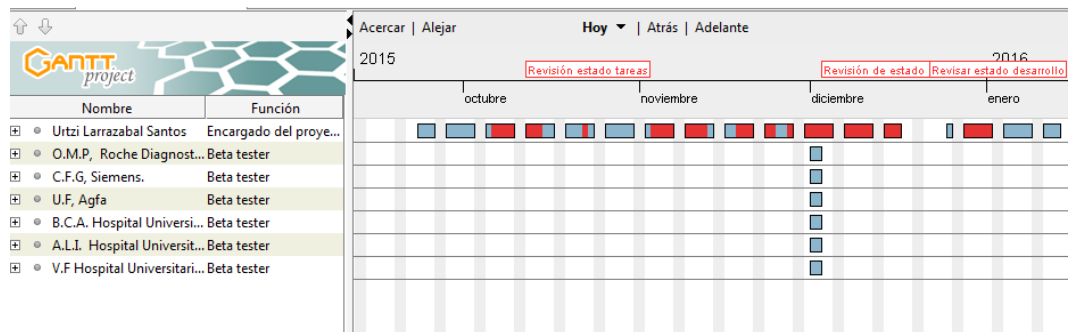 Acercar | Alejar Hoy | Atrás | Adelante
GANTT project
2015 2016
Revisión estado tareas Revisión de estado Revisar estado desarrollo
octubre noviembre diciembre enero
Nombre Función
Urtzi Larrazabal Santos Encargado del proye...
O.M.P, Roche Diagnost... Beta tester
C.F.G, Siemens. Beta tester
U.F, Agfa Beta tester
B.C.A. Hospital Universi... Beta tester
A.L.I. Hospital Universit... Beta tester
V.F Hospital Universitari... Beta tester